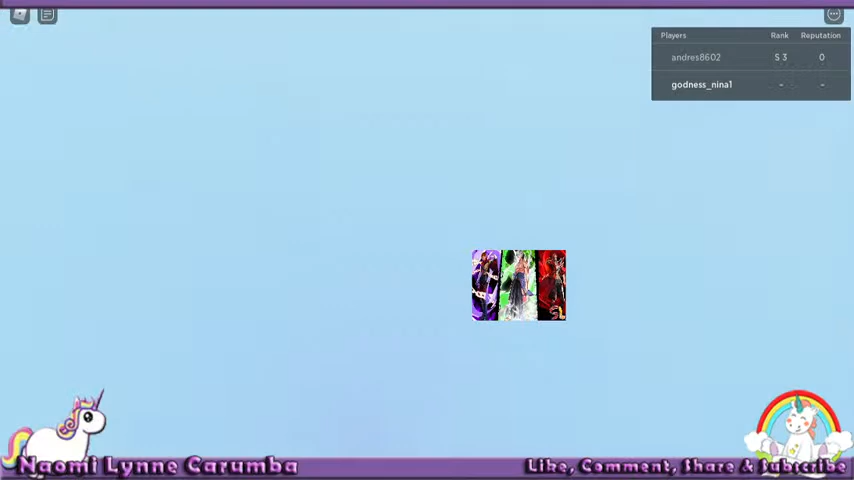 Players Rank Reputation
andres8602 S 3 0
godness_nina1 - -
Naomi Lynne Carumba
Like, Comment, Share & Subscribe